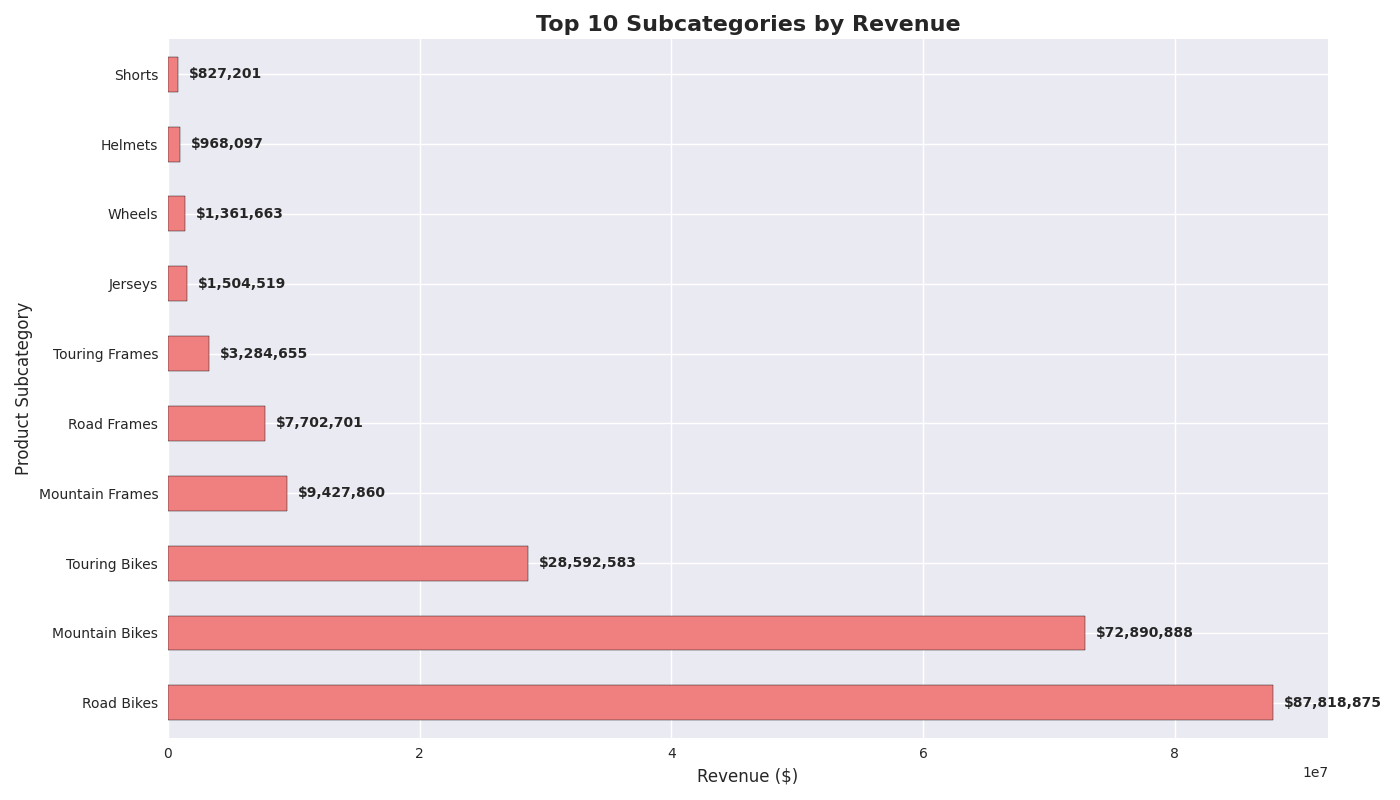 Top 10 Subcategories by Revenue
Product Subcategory
Shorts $827,201
Helmets $968,097
Wheels $1,361,663
Jerseys $1,504,519
Touring Frames $3,284,655
Road Frames $7,702,701
Mountain Frames $9,427,860
Touring Bikes $28,592,583
Mountain Bikes $72,890,888
Road Bikes $87,818,875
0 2 4 6 8
1e7
Revenue ($)